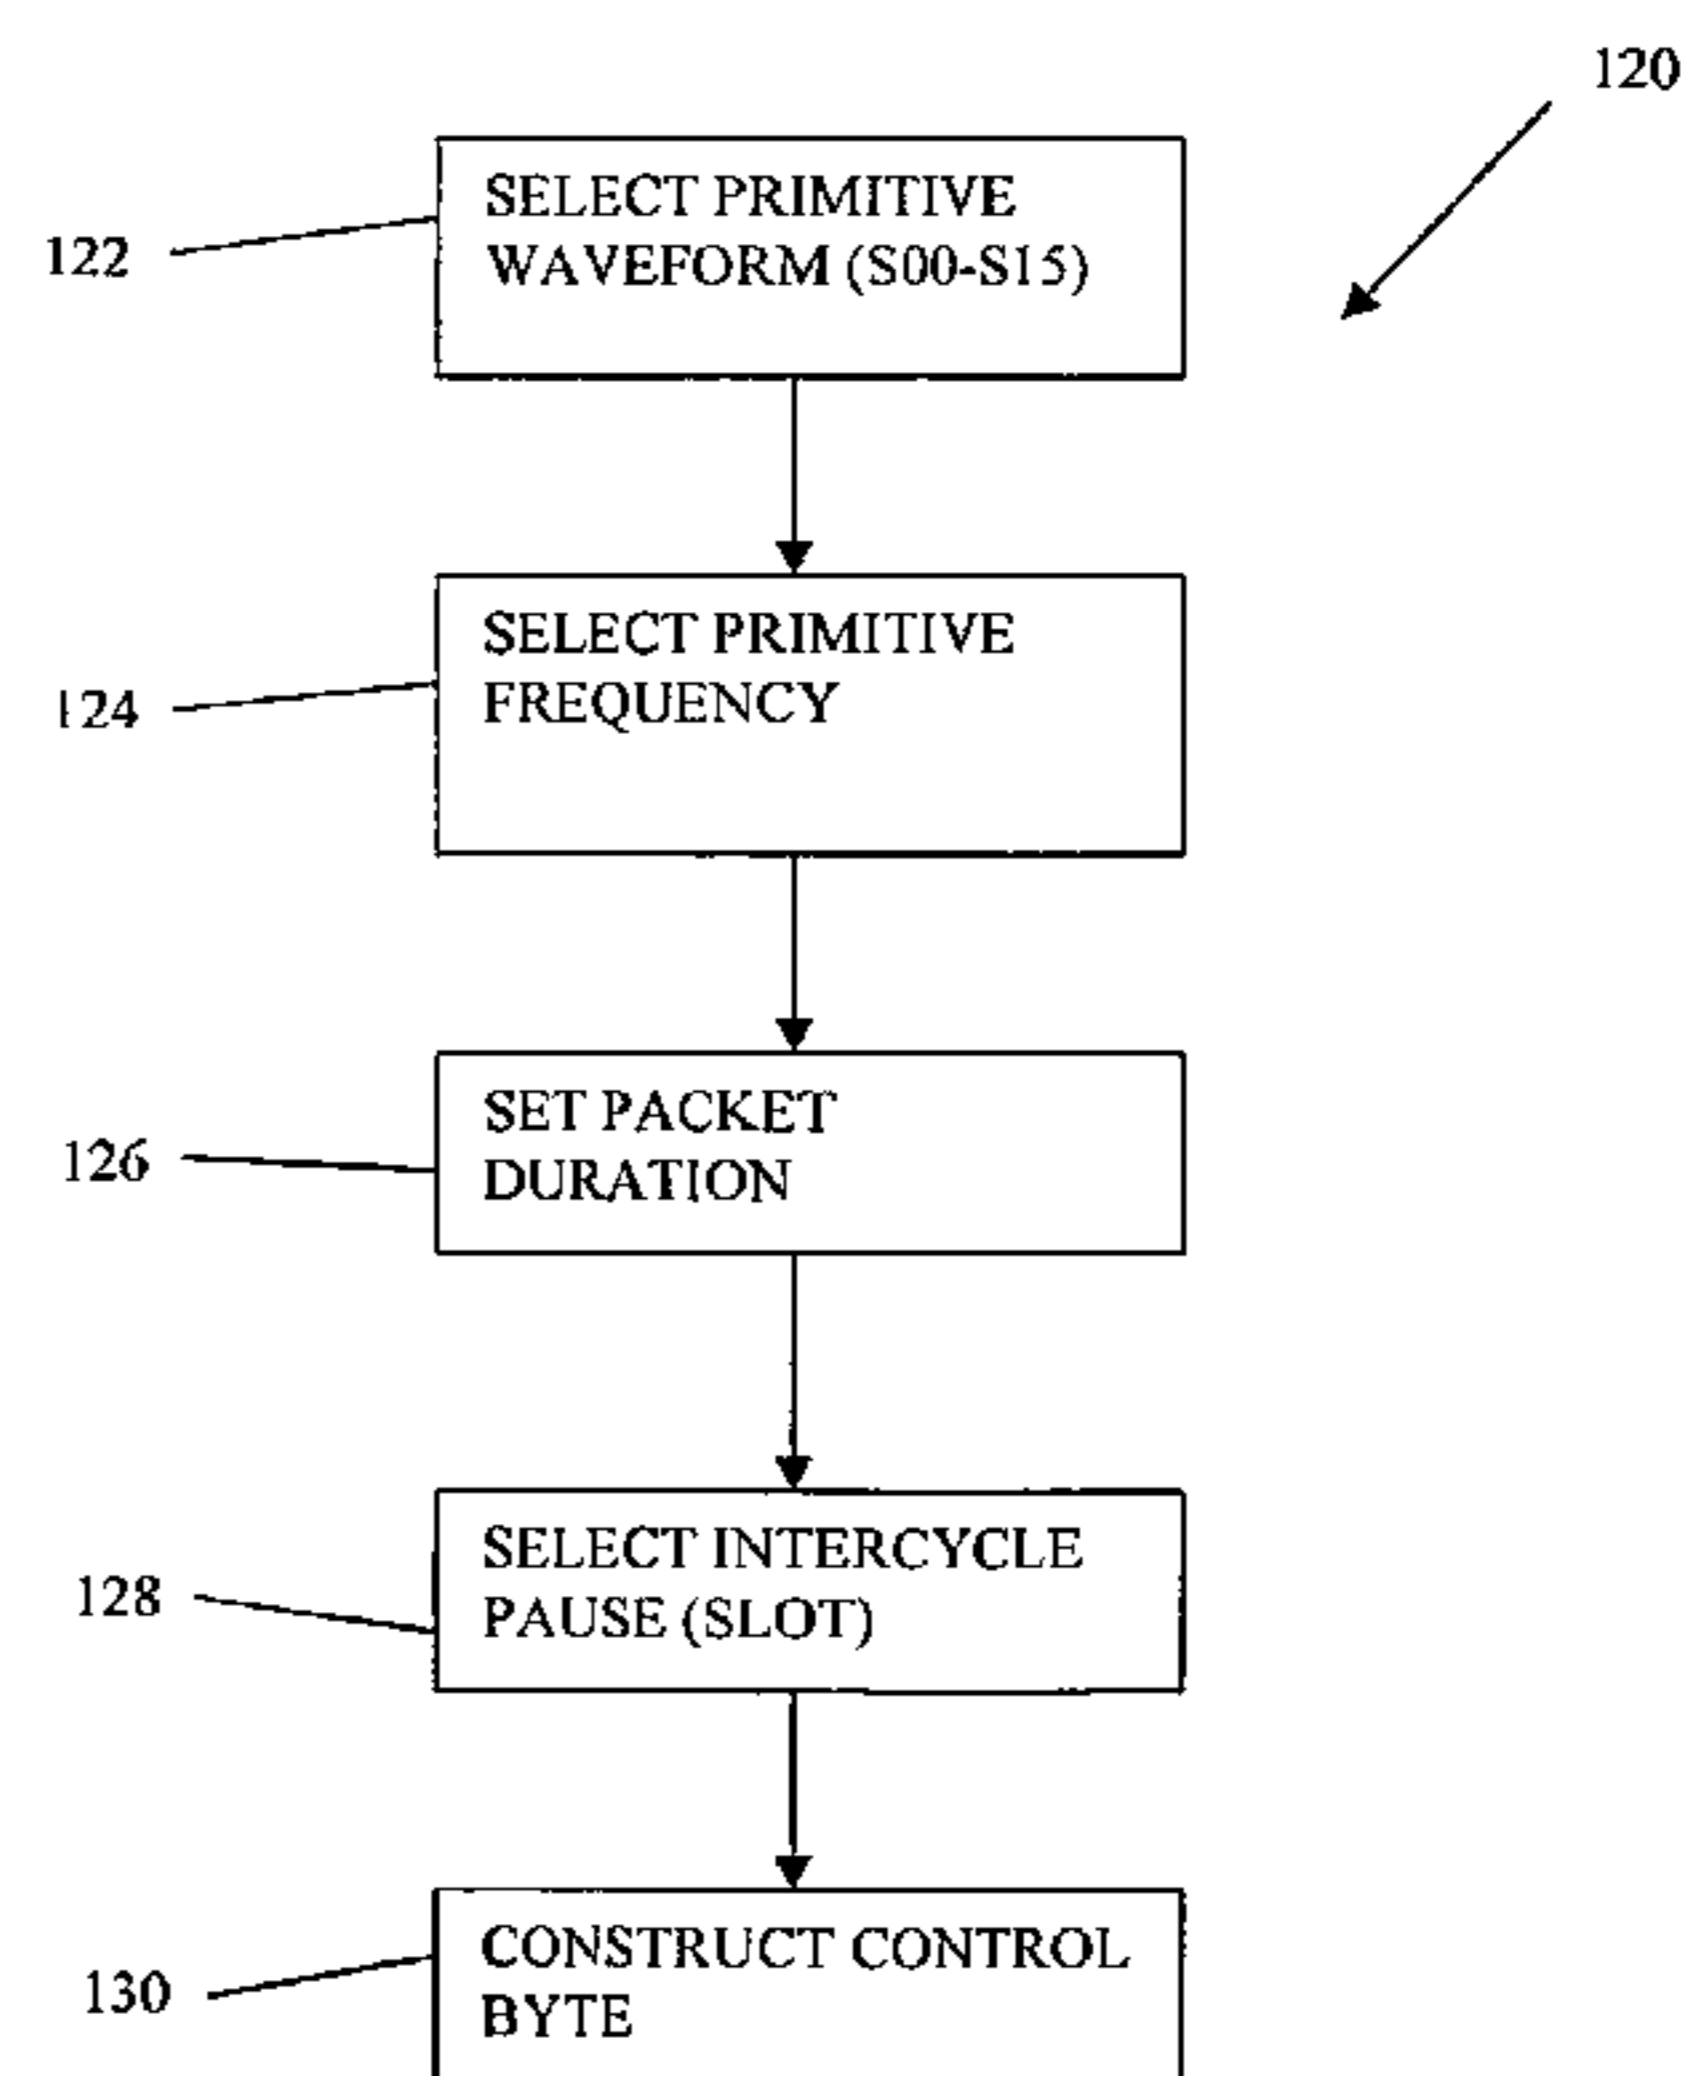 120
SELECT PRIMITIVE
WAVEFORM (S00-S15)
122
SELECT PRIMITIVE
FREQUENCY
124
SET PACKET
DURATION
126
SELECT INTERCYCLE
PAUSE (SLOT)
128
CONSTRUCT CONTROL
BYTE
130